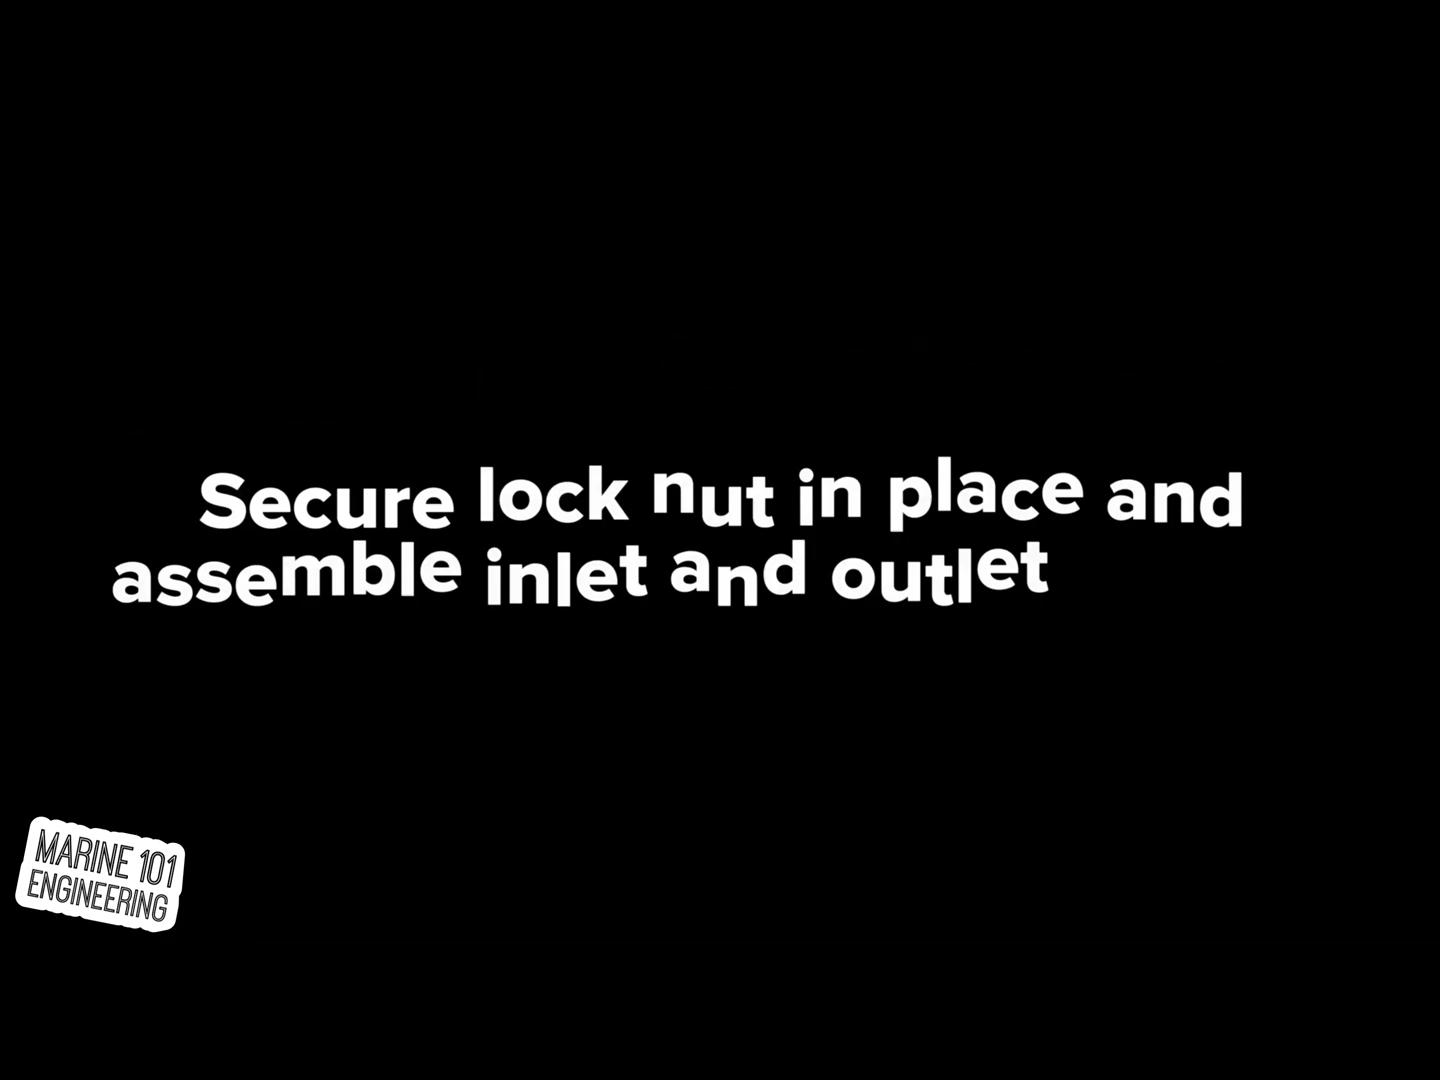 Secure lock nut in place and
assemble inlet and outlet
MARINE 101
ENGINEERING